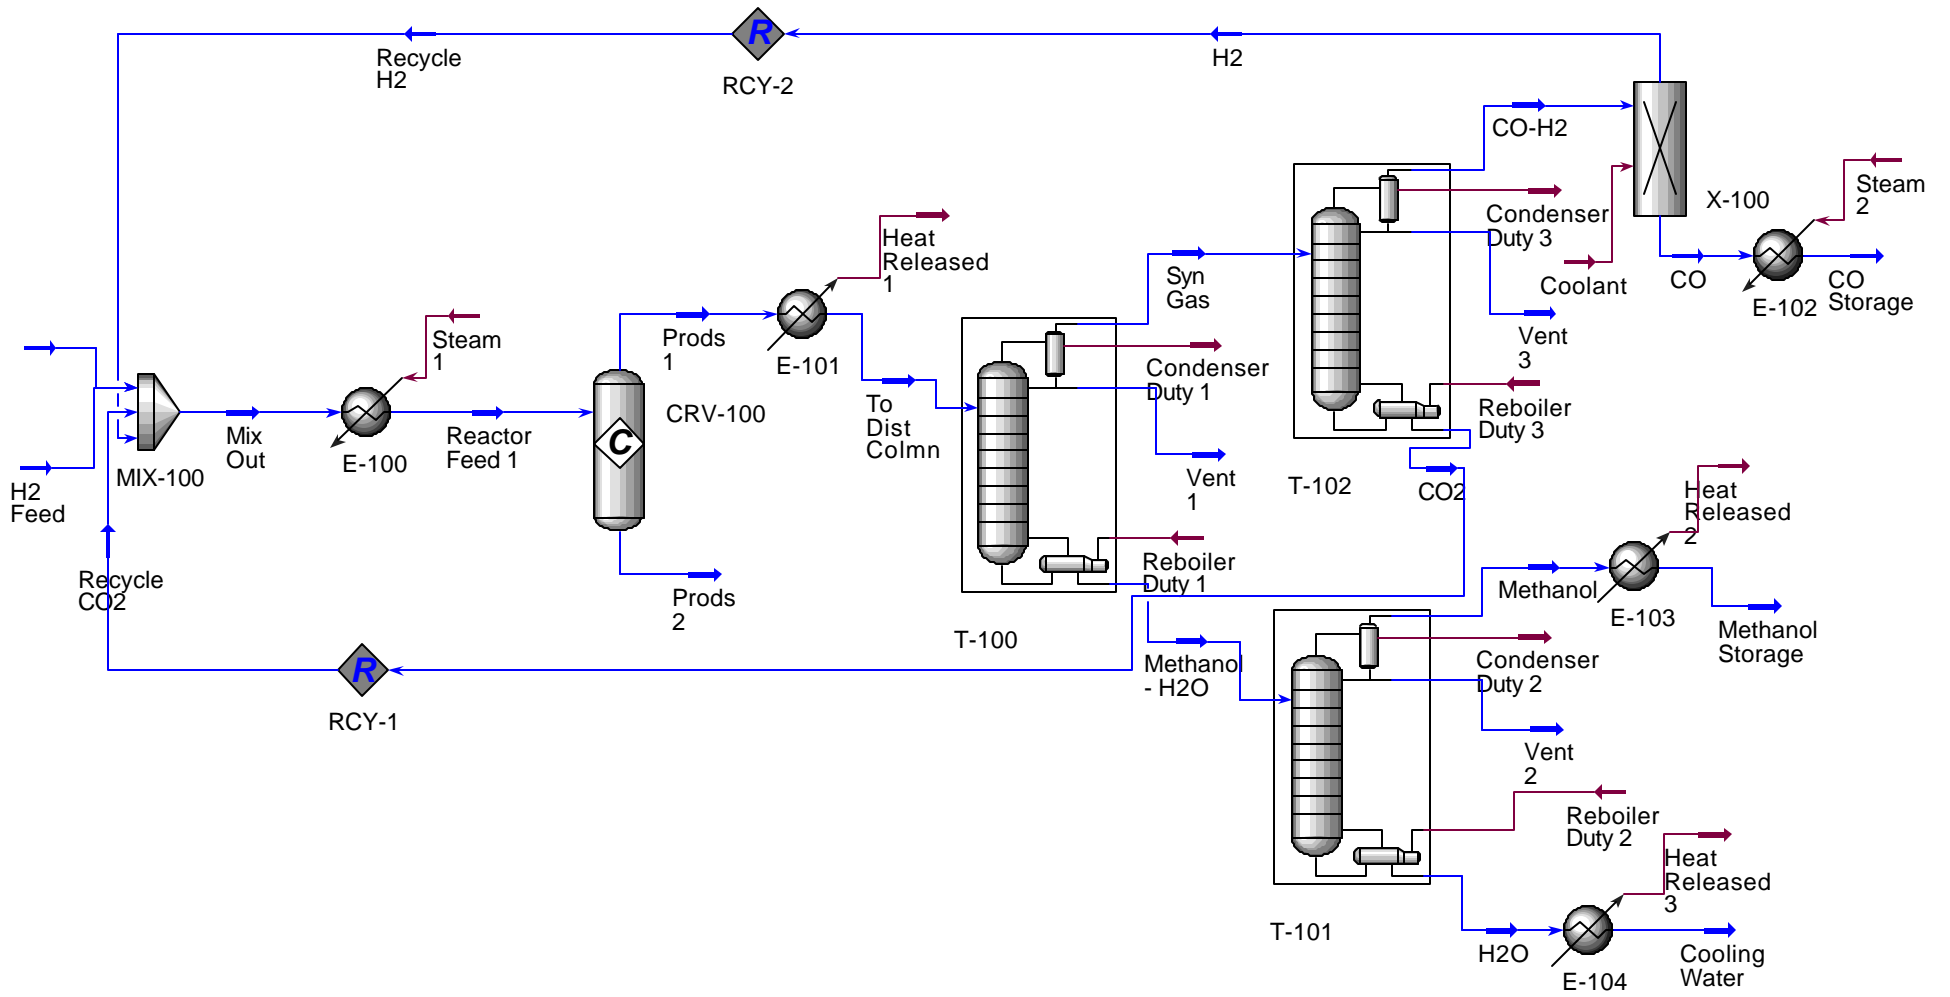 Recycle
H2
R
RCY-2
H2
CO-H2
Condenser
Duty 3
X-100
Steam
2
Coolant
CO
E-102
CO
Storage
Syn
Gas
Vent
3
Reboiler
Duty 3
T-102
CO2
Heat
Released
1
Prods
1
E-101
Steam
1
E-100
Mix
Out
MIX-100
H2
Feed
Reactor
Feed 1
CRV-100
C
To
Dist
Colmn
Condenser
Duty 1
Vent
1
Reboiler
Duty 1
T-100
Prods
2
Recycle
CO2
R
RCY-1
Methanol
- H2O
Heat
Released
2
Methanol
E-103
Methanol
Storage
Condenser
Duty 2
Vent
2
Reboiler
Duty 2
T-101
Heat
Released
3
H2O
E-104
Cooling
Water